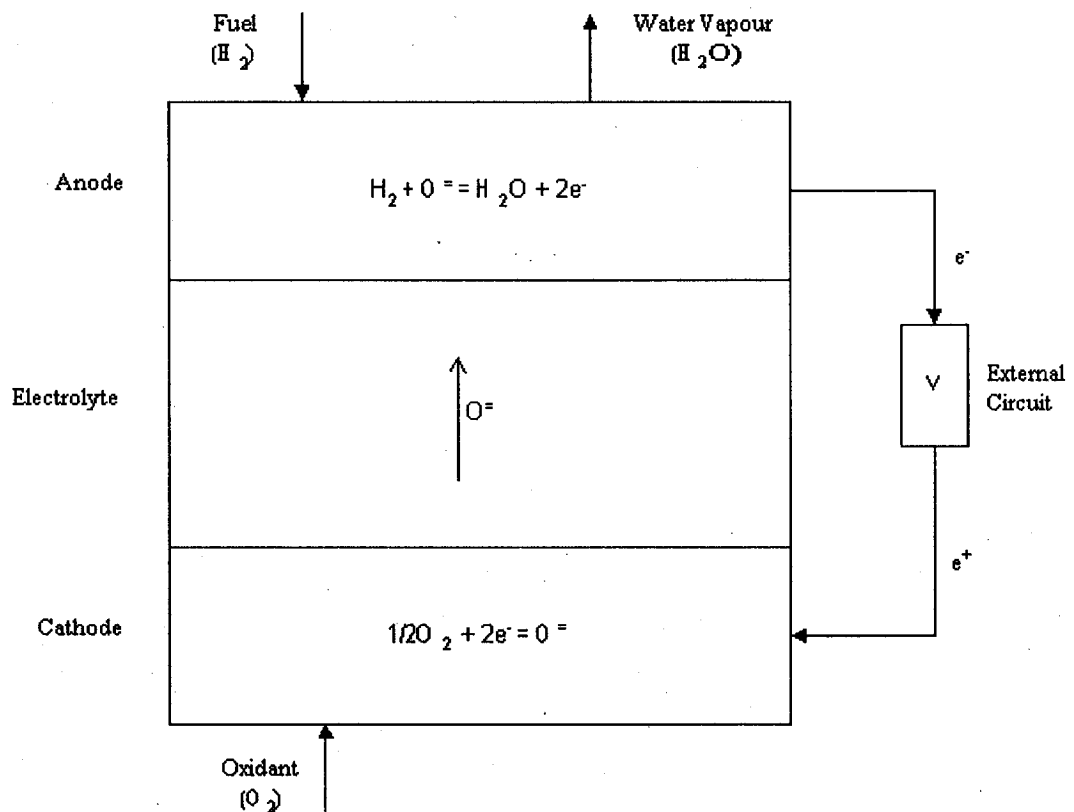 Fuel
(H₂)
Water Vapour
(H₂O)
Anode
H₂ + O⁼ = H₂O + 2e⁻
e⁻
Electrolyte
O⁼
V
External
Circuit
e⁺
Cathode
1/2O₂ + 2e⁻ = O⁼
Oxidant
(O₂)